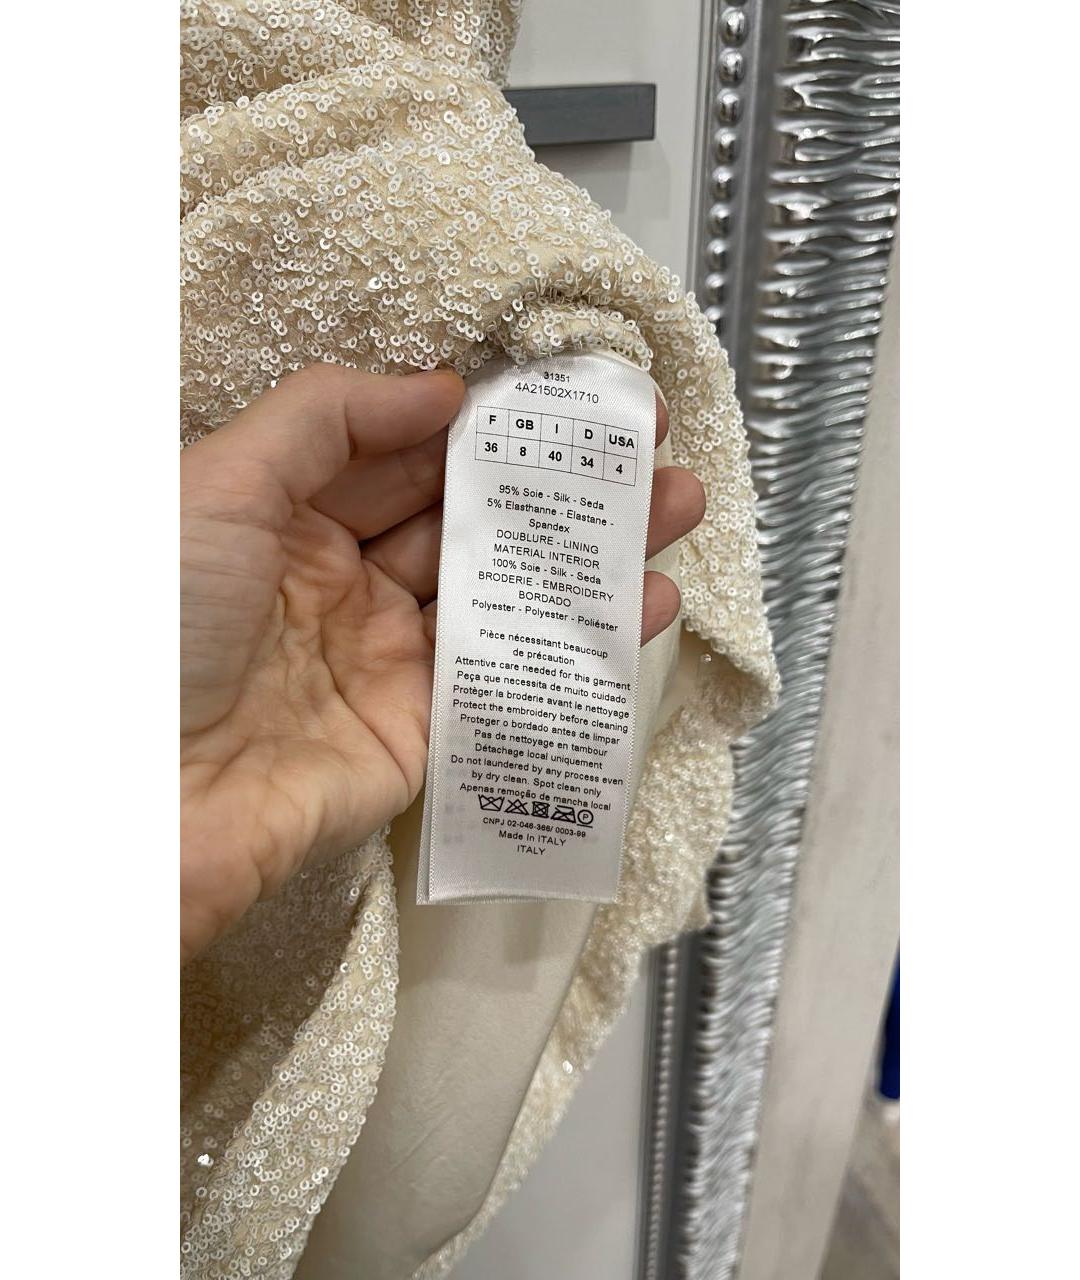 31351
4A21502X1710
F GB I D USA
36 8 40 34 4
95% Soie - Silk - Seda
5% Elasthanne - Elastane -
Spandex
DOUBLURE - LINING
MATERIAL INTERIOR
100% Soie - Silk - Seda
BRODERIE - EMBROIDERY
BORDADO
Polyester - Polyester - Poliéster
Pièce nécessitant beaucoup
de précaution
Attentive care needed for this garment
Peça que necessita de muito cuidado
Protèger la broderie avant le nettoyage
Protect the embroidery before cleaning
Proteger o bordado antes de limpar
Pas de nettoyage en tambour
Détachage local uniquement
Do not laundered by any process even
by dry clean. Spot clean only
Apenas remoção de mancha local
P
CNPJ 02-046-366/ 0003-99
Made in ITALY
ITALY